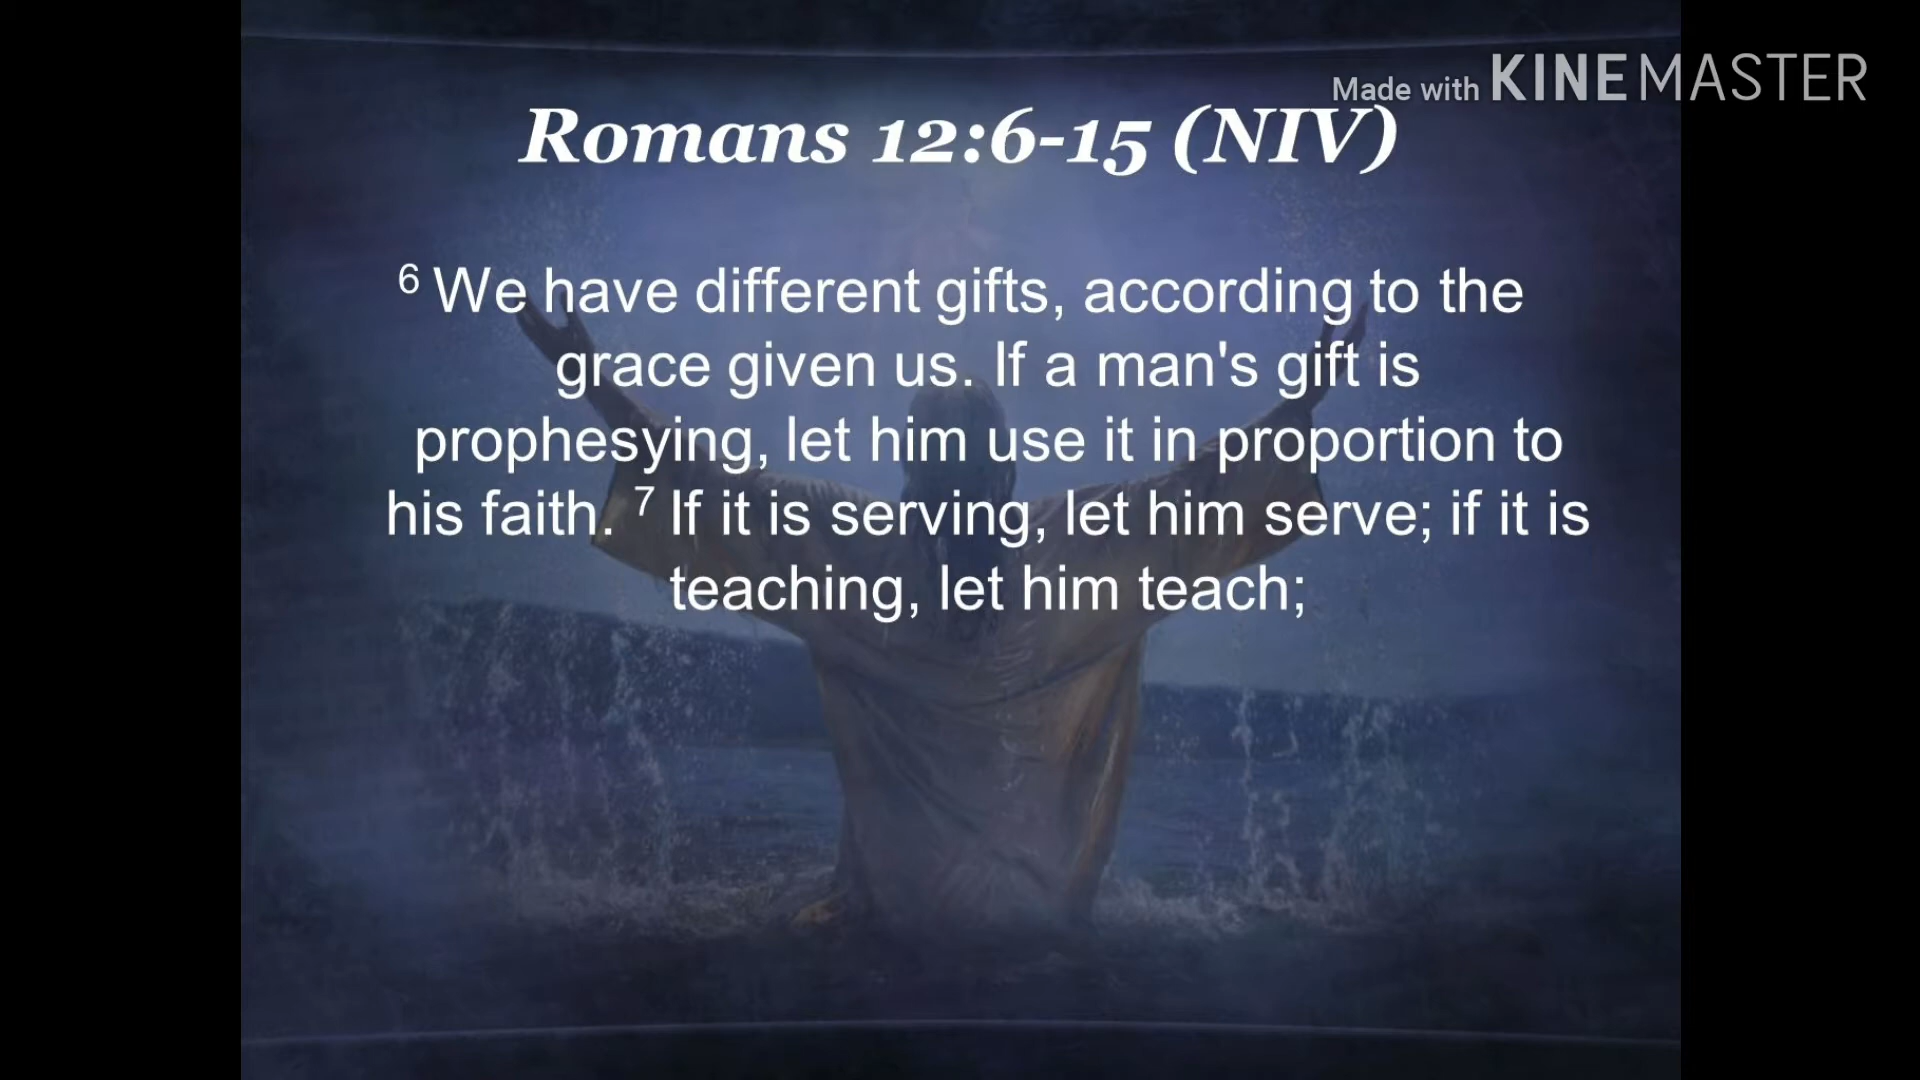 Made with KINEMASTER
Romans 12:6-15 (NIV)
6 We have different gifts, according to the
grace given us. If a man's gift is
prophesying, let him use it in proportion to
his faith. 7 If it is serving, let him serve; if it is
teaching, let him teach;